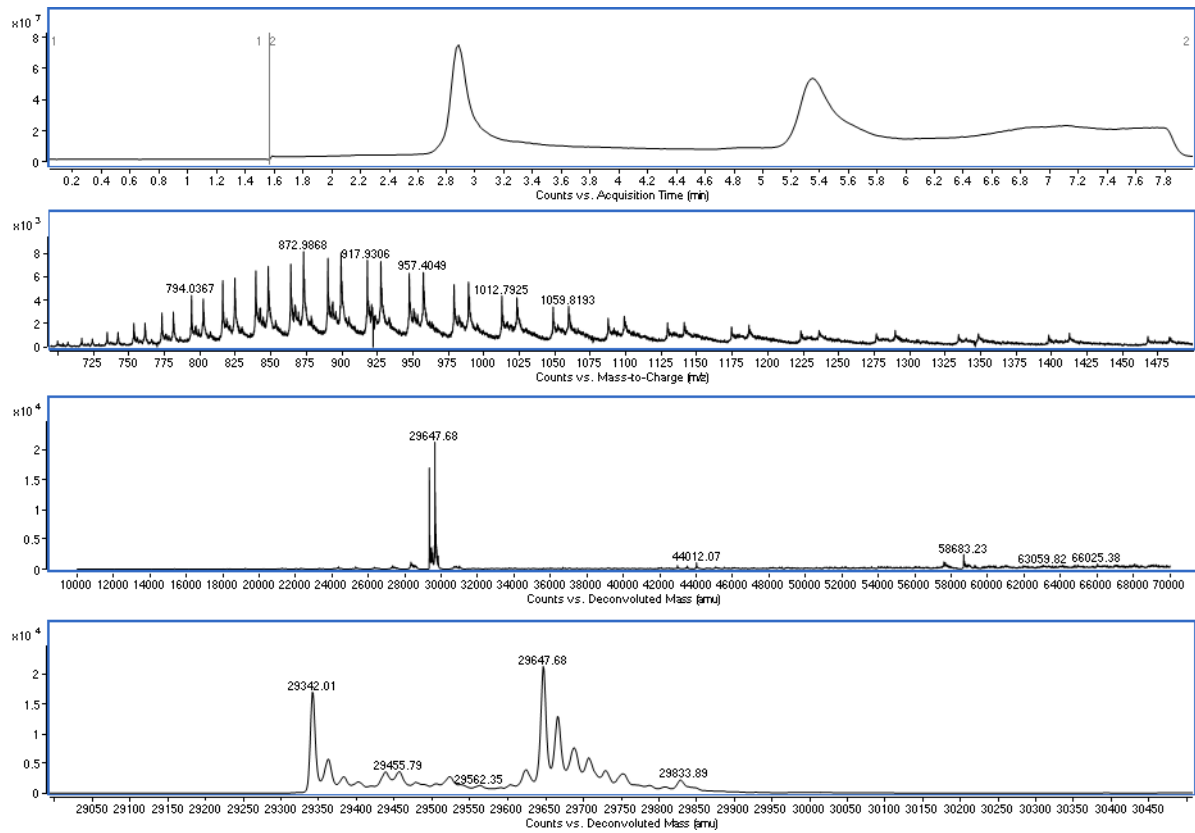 x10 7
8
6
4
2
0
1 1 2 2
0.2 0.4 0.6 0.8 1 1.2 1.4 1.6 1.8 2 2.2 2.4 2.6 2.8 3 3.2 3.4 3.6 3.8 4 4.2 4.4 4.6 4.8 5 5.2 5.4 5.6 5.8 6 6.2 6.4 6.6 6.8 7 7.2 7.4 7.6 7.8
Counts vs. Acquisition Time (min)
x10 3
8
6
4
2
0
794.0367
872.9868
917.9306
957.4049
1012.7925
1059.8193
725 750 775 800 825 850 875 900 925 950 975 1000 1025 1050 1075 1100 1125 1150 1175 1200 1225 1250 1275 1300 1325 1350 1375 1400 1425 1450 1475
Counts vs. Mass-to-Charge (m/z)
x10 4
2
1.5
1
0.5
0
29647.68
44012.07
58683.23
63059.82
66025.38
10000 12000 14000 16000 18000 20000 22000 24000 26000 28000 30000 32000 34000 36000 38000 40000 42000 44000 46000 48000 50000 52000 54000 56000 58000 60000 62000 64000 66000 68000 70000
Counts vs. Deconvoluted Mass (amu)
x10 4
2
1.5
1
0.5
0
29342.01
29455.79
29562.35
29647.68
29833.89
29050 29100 29150 29200 29250 29300 29350 29400 29450 29500 29550 29600 29650 29700 29750 29800 29850 29900 29950 30000 30050 30100 30150 30200 30250 30300 30350 30400 30450
Counts vs. Deconvoluted Mass (amu)